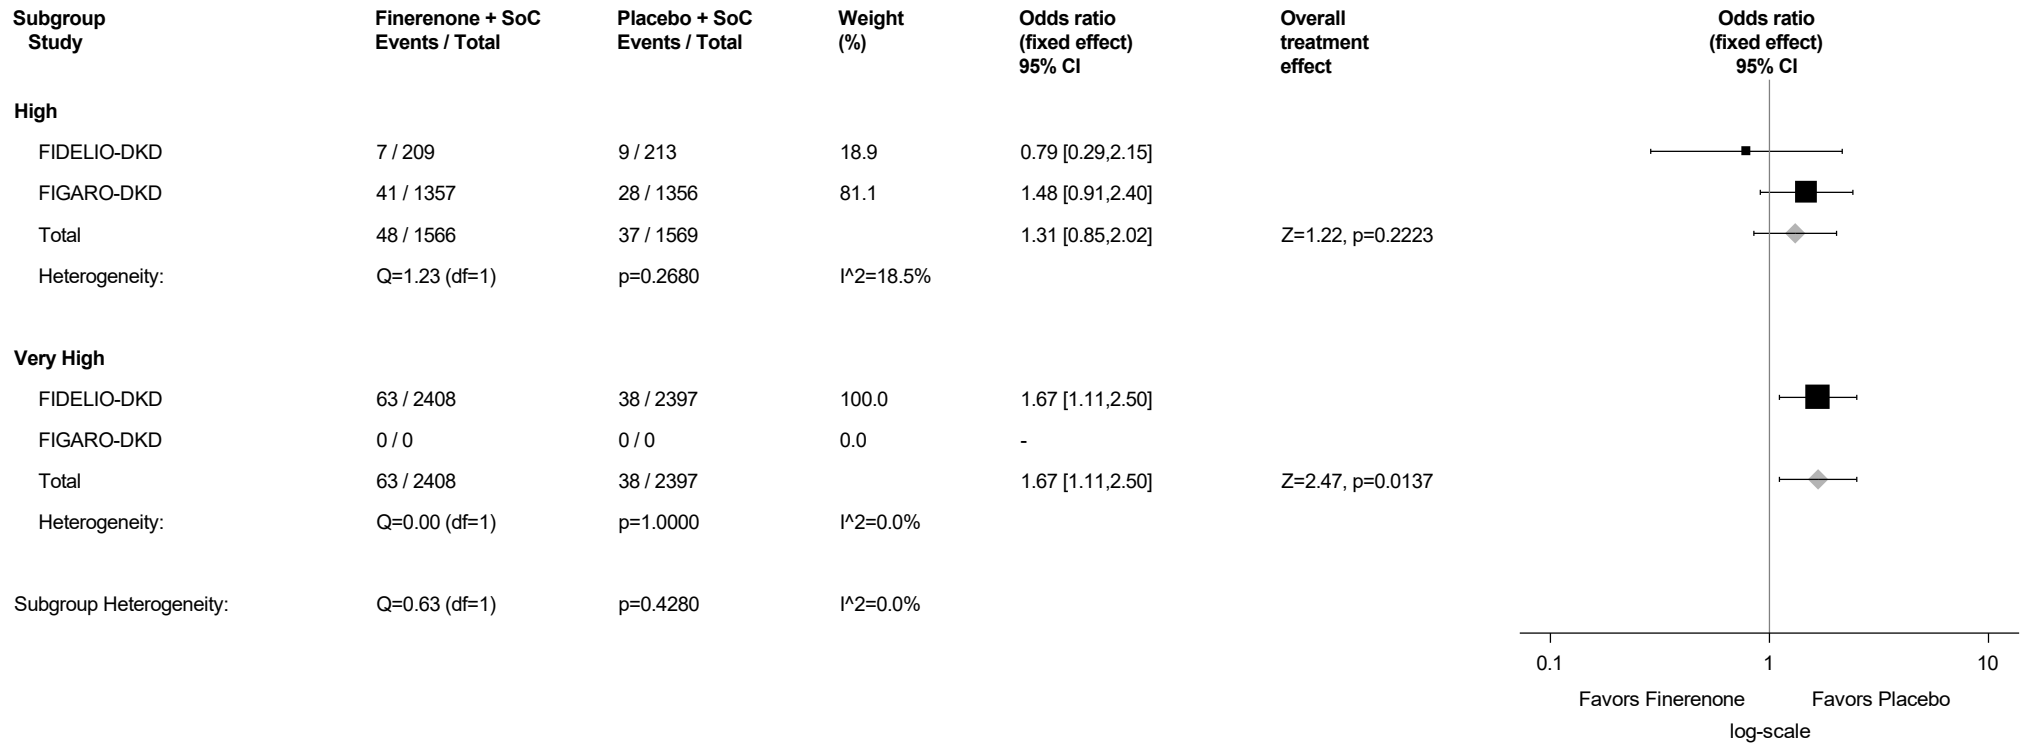 Subgroup Finerenone + SoC Placebo + SoC Weight Odds ratio Overall Odds ratio
Study Events / Total Events / Total (%) (fixed effect) treatment (fixed effect)
95% CI effect 95% CI
High
FIDELIO-DKD 7 / 209 9 / 213 18.9 0.79 [0.29,2.15]
FIGARO-DKD 41 / 1357 28 / 1356 81.1 1.48 [0.91,2.40]
Total 48 / 1566 37 / 1569 1.31 [0.85,2.02] Z=1.22, p=0.2223
Heterogeneity: Q=1.23 (df=1) p=0.2680 I^2=18.5%
Very High
FIDELIO-DKD 63 / 2408 38 / 2397 100.0 1.67 [1.11,2.50]
FIGARO-DKD 0 / 0 0 / 0 0.0 -
Total 63 / 2408 38 / 2397 1.67 [1.11,2.50] Z=2.47, p=0.0137
Heterogeneity: Q=0.00 (df=1) p=1.0000 I^2=0.0%
Subgroup Heterogeneity: Q=0.63 (df=1) p=0.4280 I^2=0.0%
0.1 1 10
Favors Finerenone Favors Placebo
log-scale